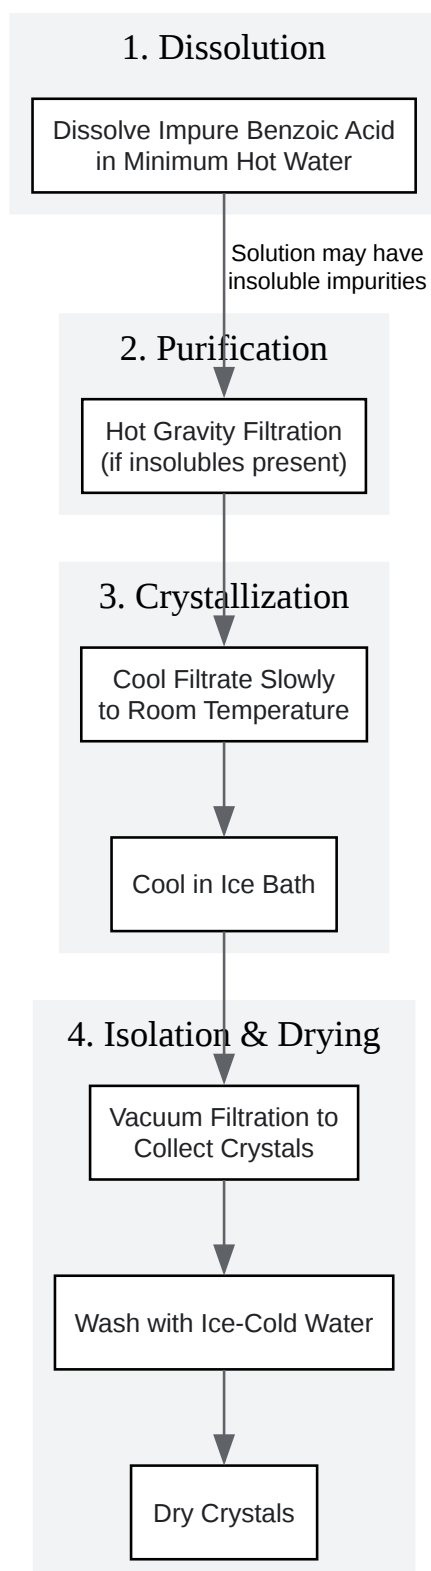 1. Dissolution
Dissolve Impure Benzoic Acid
in Minimum Hot Water
Solution may have
insoluble impurities
2. Purification
Hot Gravity Filtration
(if insolubles present)
3. Crystallization
Cool Filtrate Slowly
to Room Temperature
Cool in Ice Bath
4. Isolation & Drying
Vacuum Filtration to
Collect Crystals
Wash with Ice-Cold Water
Dry Crystals